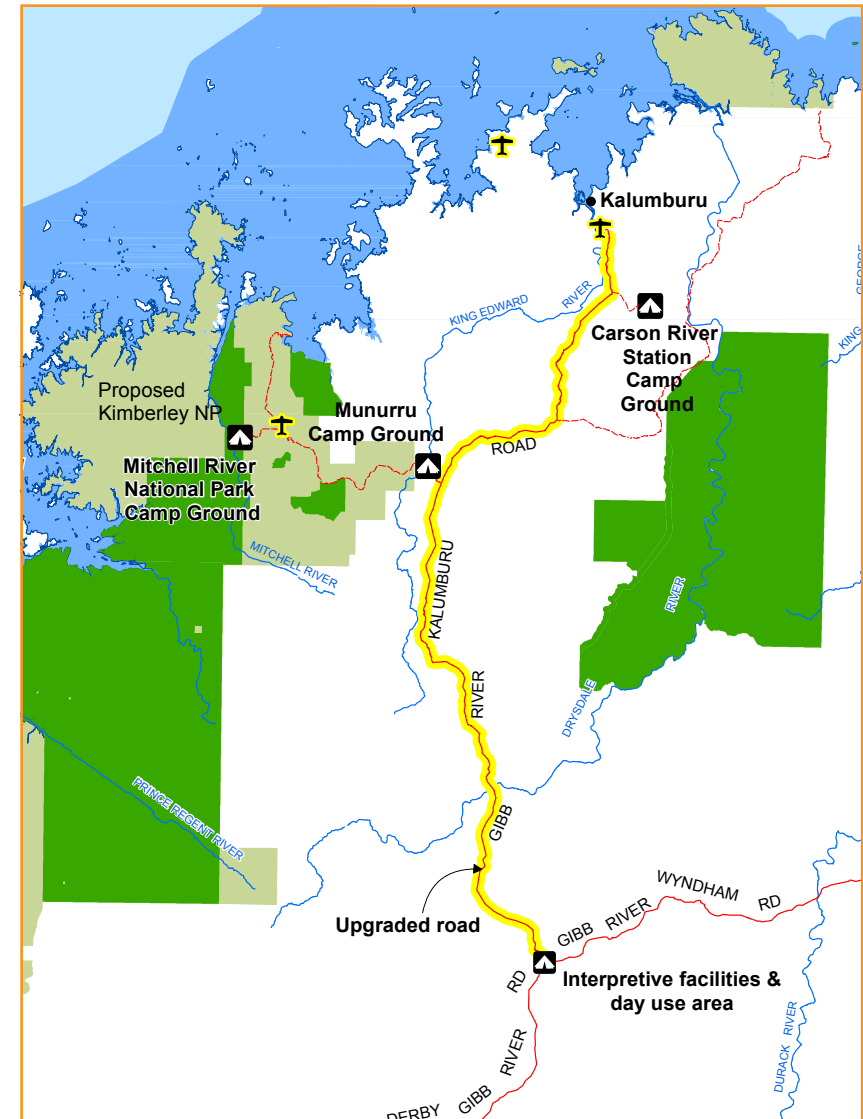 Kalumburu
GEORGE
KING EDWARD
RIVER
KING
Carson River
Station
Camp
Ground
Proposed
Kimberley NP
Munurru
Camp Ground
ROAD
Mitchell River
National Park
Camp Ground
MITCHELL RIVER
KALUMBURU
RIVER
RIVER
DRYSDALE
PRINCE REGENT RIVER
GIBB
Upgraded road
WYNDHAM
RD
RIVER
GIBB
RD
Interpretive facilities &
day use area
RIVER
GIBB
DERBY
DURACK RIVER